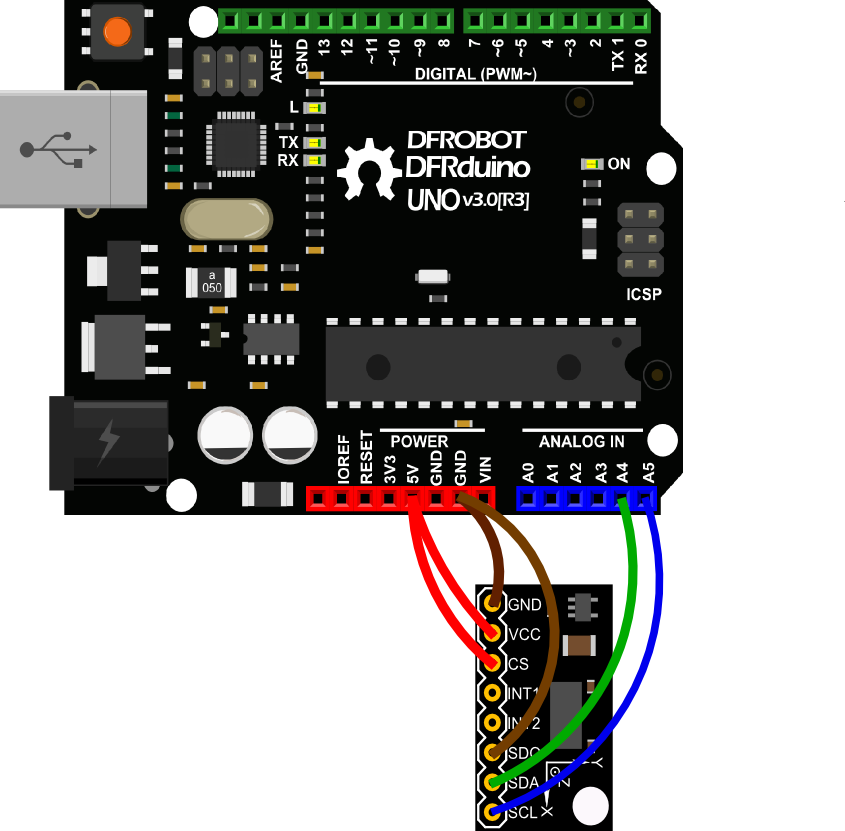 AREF
GND
13
12
~11
~10
~9
8
7
~6
~5
4
~3
2
TX 1
RX 0
DIGITAL (PWM~)
L
TX
RX
DFROBOT
DFRduino
UNO v3.0[R3]
ON
ICSP
a
050
POWER
ANALOG IN
IOREF
RESET
3V3
5V
GND
GND
VIN
A0
A1
A2
A3
A4
A5
GND
VCC
CS
INT1
INT2
SDO
SDA
SCL
X
Y
Z